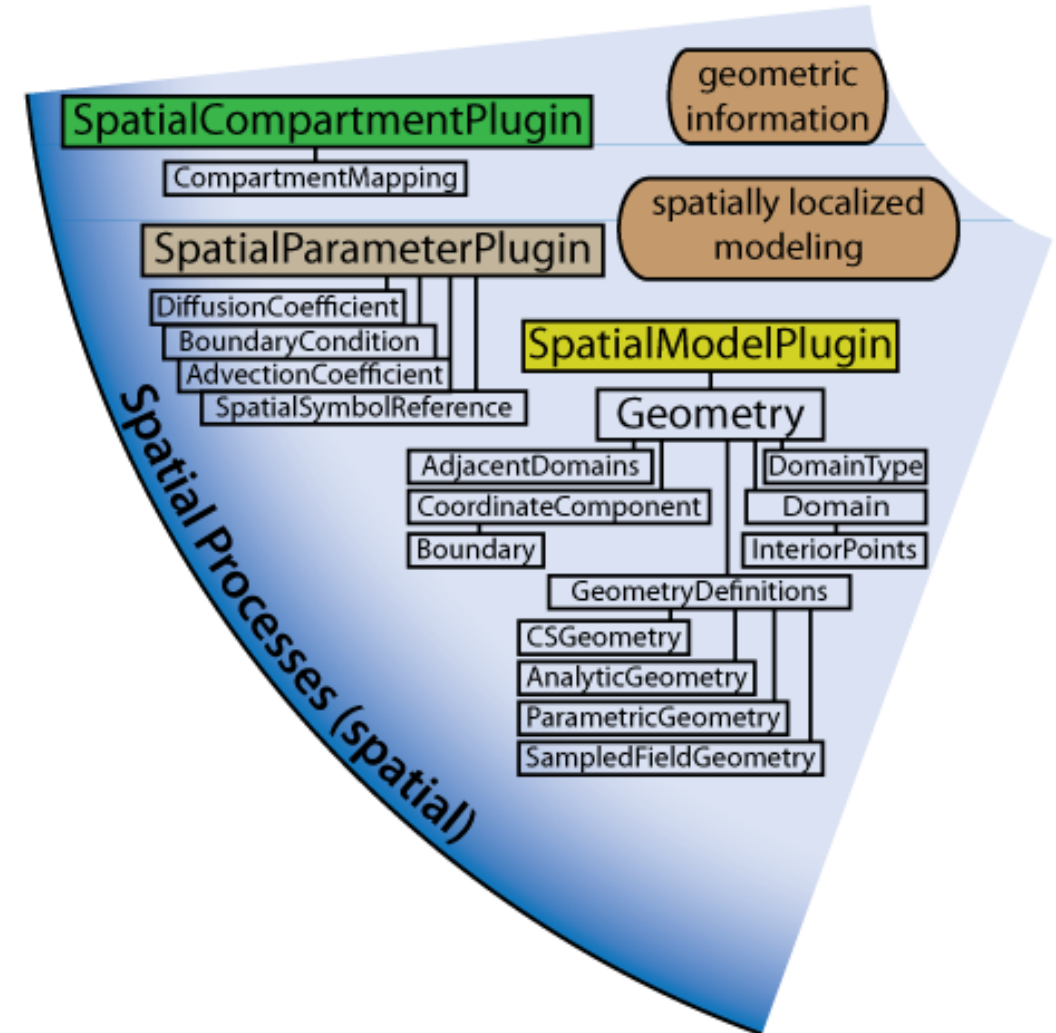 geometric
information
SpatialCompartmentPlugin
CompartmentMapping
spatially localized
modeling
SpatialParameterPlugin
DiffusionCoefficient
BoundaryCondition
AdvectionCoefficient
SpatialSymbolReference
SpatialModelPlugin
Geometry
AdjacentDomains
DomainType
CoordinateComponent
Domain
Boundary
InteriorPoints
GeometryDefinitions
CSGeometry
AnalyticGeometry
ParametricGeometry
SampledFieldGeometry
Spatial Processes (spatial)